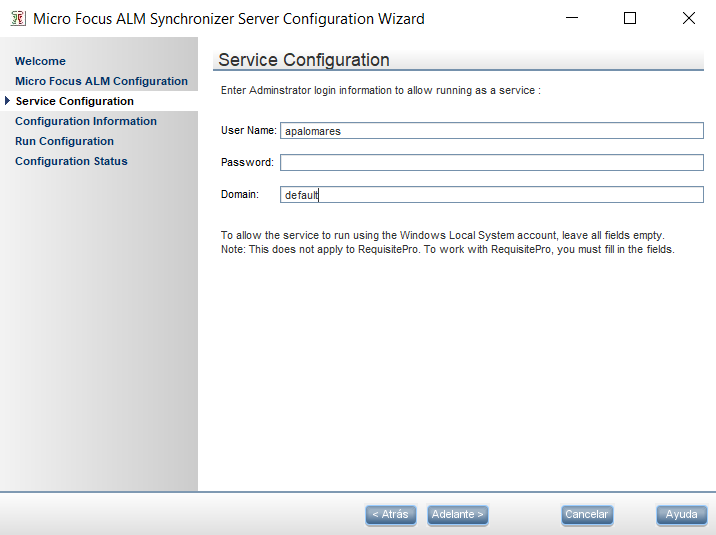 Micro Focus ALM Synchronizer Server Configuration Wizard
Welcome
Micro Focus ALM Configuration
Service Configuration
Configuration Information
Run Configuration
Configuration Status
Service Configuration
Enter Adminstrator login information to allow running as a service :
User Name: apalomares
Password:
Domain: default
To allow the service to run using the Windows Local System account, leave all fields empty.
Note: This does not apply to RequisitePro. To work with RequisitePro, you must fill in the fields.
< Atrás Adelante > Cancelar Ayuda